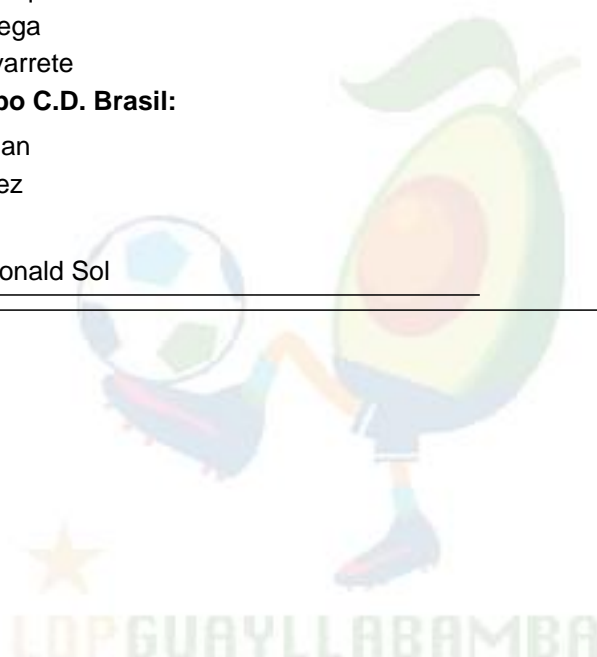 ega
varrete
po C.D. Brasil:
an
ez
onald Sol
LDPGUAYLLABAMBA